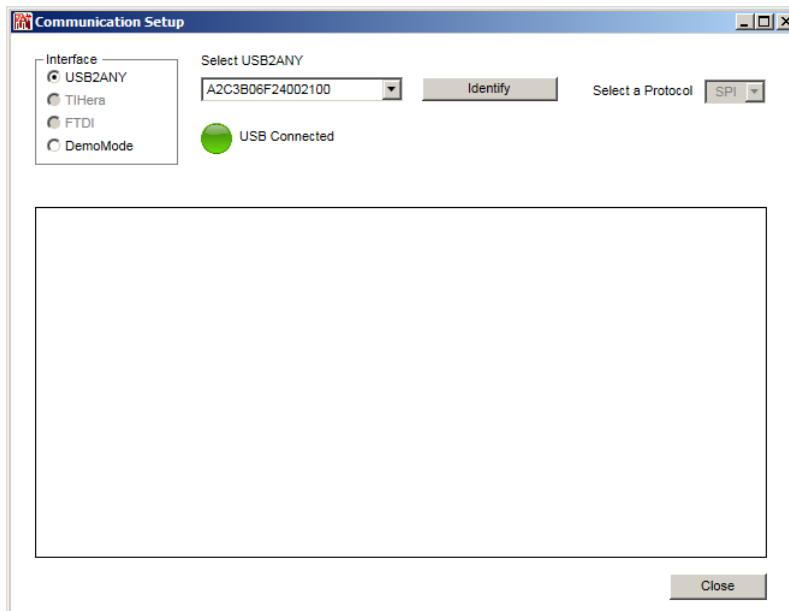 Communication Setup
Interface
USB2ANY
TIHera
FTDI
DemoMode
Select USB2ANY
A2C3B06F24002100
Identify
Select a Protocol
SPI
USB Connected
Close